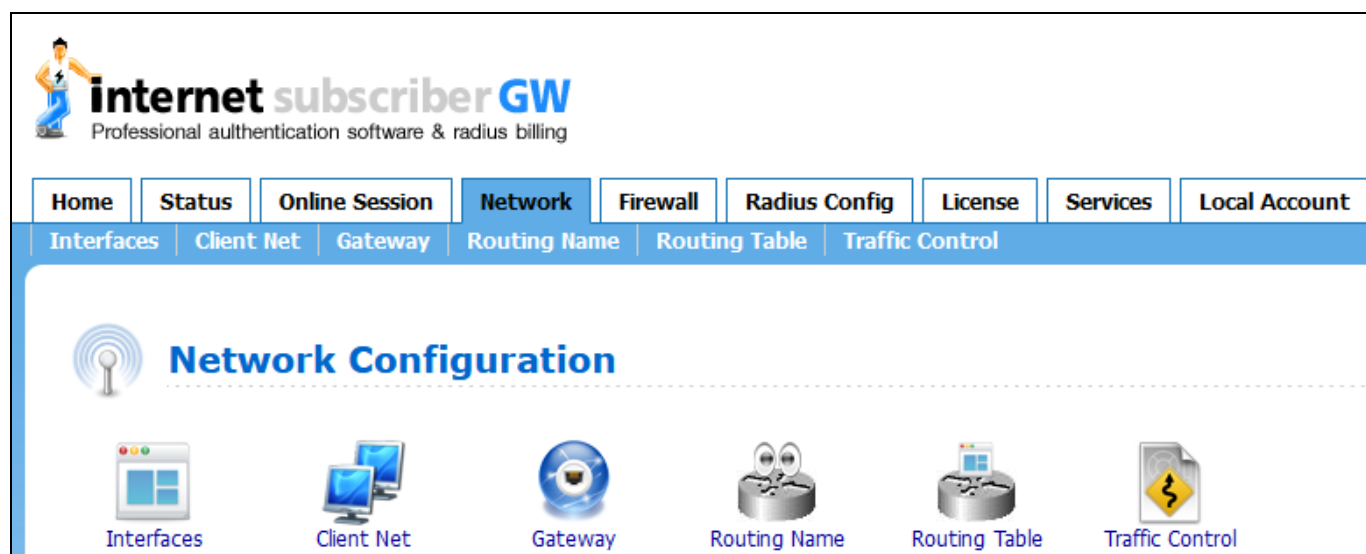 internet subscriber GW
Professional aulthentication software & radius billing
Home Status Online Session Network Firewall Radius Config License Services Local Account
Interfaces Client Net Gateway Routing Name Routing Table Traffic Control
Network Configuration
Interfaces Client Net Gateway Routing Name Routing Table Traffic Control